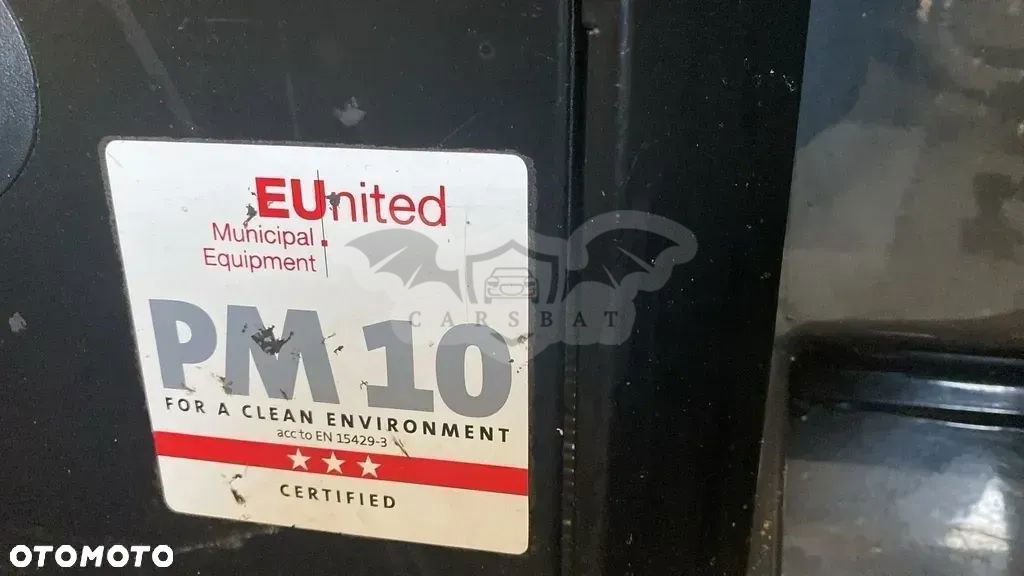 EUnited
Municipal
Equipment
CARSBAT
PM 10
FOR A CLEAN ENVIRONMENT
acc to EN 15429-3
CERTIFIED
OTOMOTO